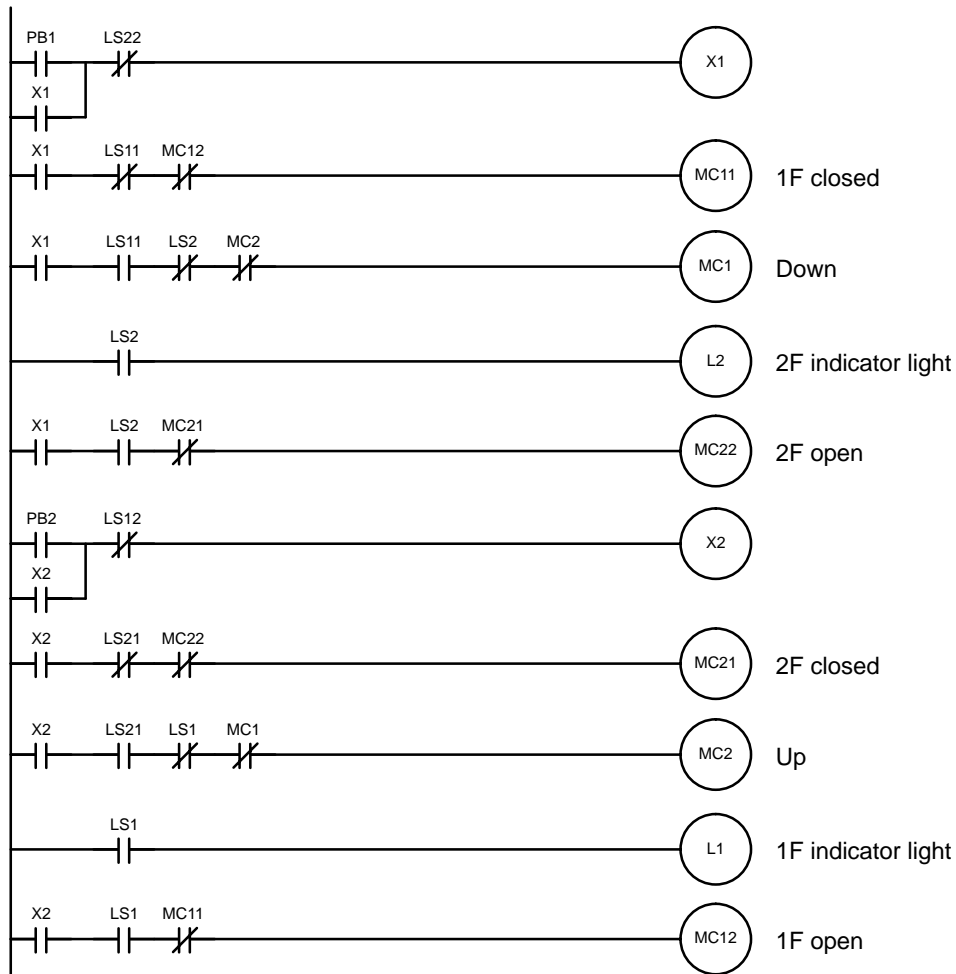 PB1 LS22
X1
X1
X1 LS11 MC12
MC11 1F closed
X1 LS11 LS2 MC2
MC1 Down
LS2
L2 2F indicator light
X1 LS2 MC21
MC22 2F open
PB2 LS12
X2
X2
X2 LS21 MC22
MC21 2F closed
X2 LS21 LS1 MC1
MC2 Up
LS1
L1 1F indicator light
X2 LS1 MC11
MC12 1F open